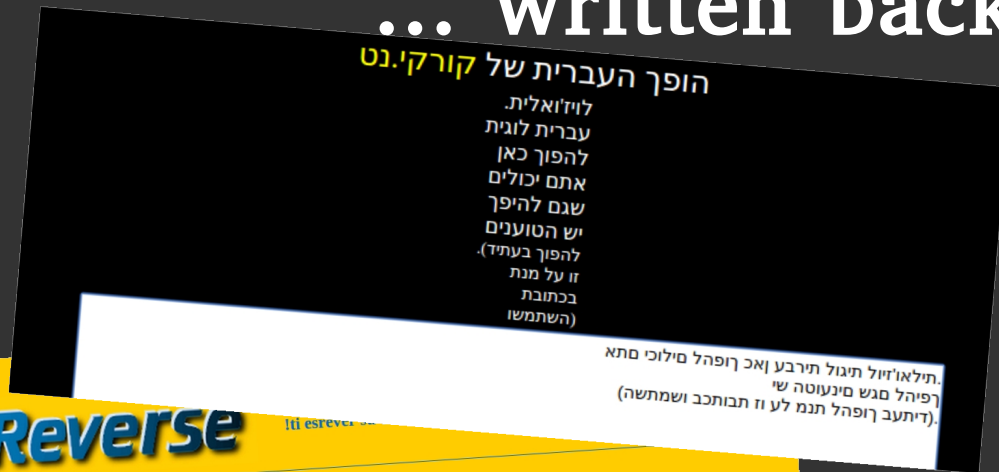 ... written back
הופך העברית של קורקי.נט
לויז'ואלית.
עברית לוגית
להפוך כאן
אתם יכולים
שגם להיפך
יש הטוענים
להפוך בעתיד).
זו על מנת
בכתובת
(השתמשו
.תילאו'זיול תיגול תירבע ןאכ ךופהל םילוכי םתא
ךפיהל םגש םינעוטה שי
.(דיתעב ךופהל תנמ לע וז תבותכב ושמתשה)
Reverse
!ti esrever